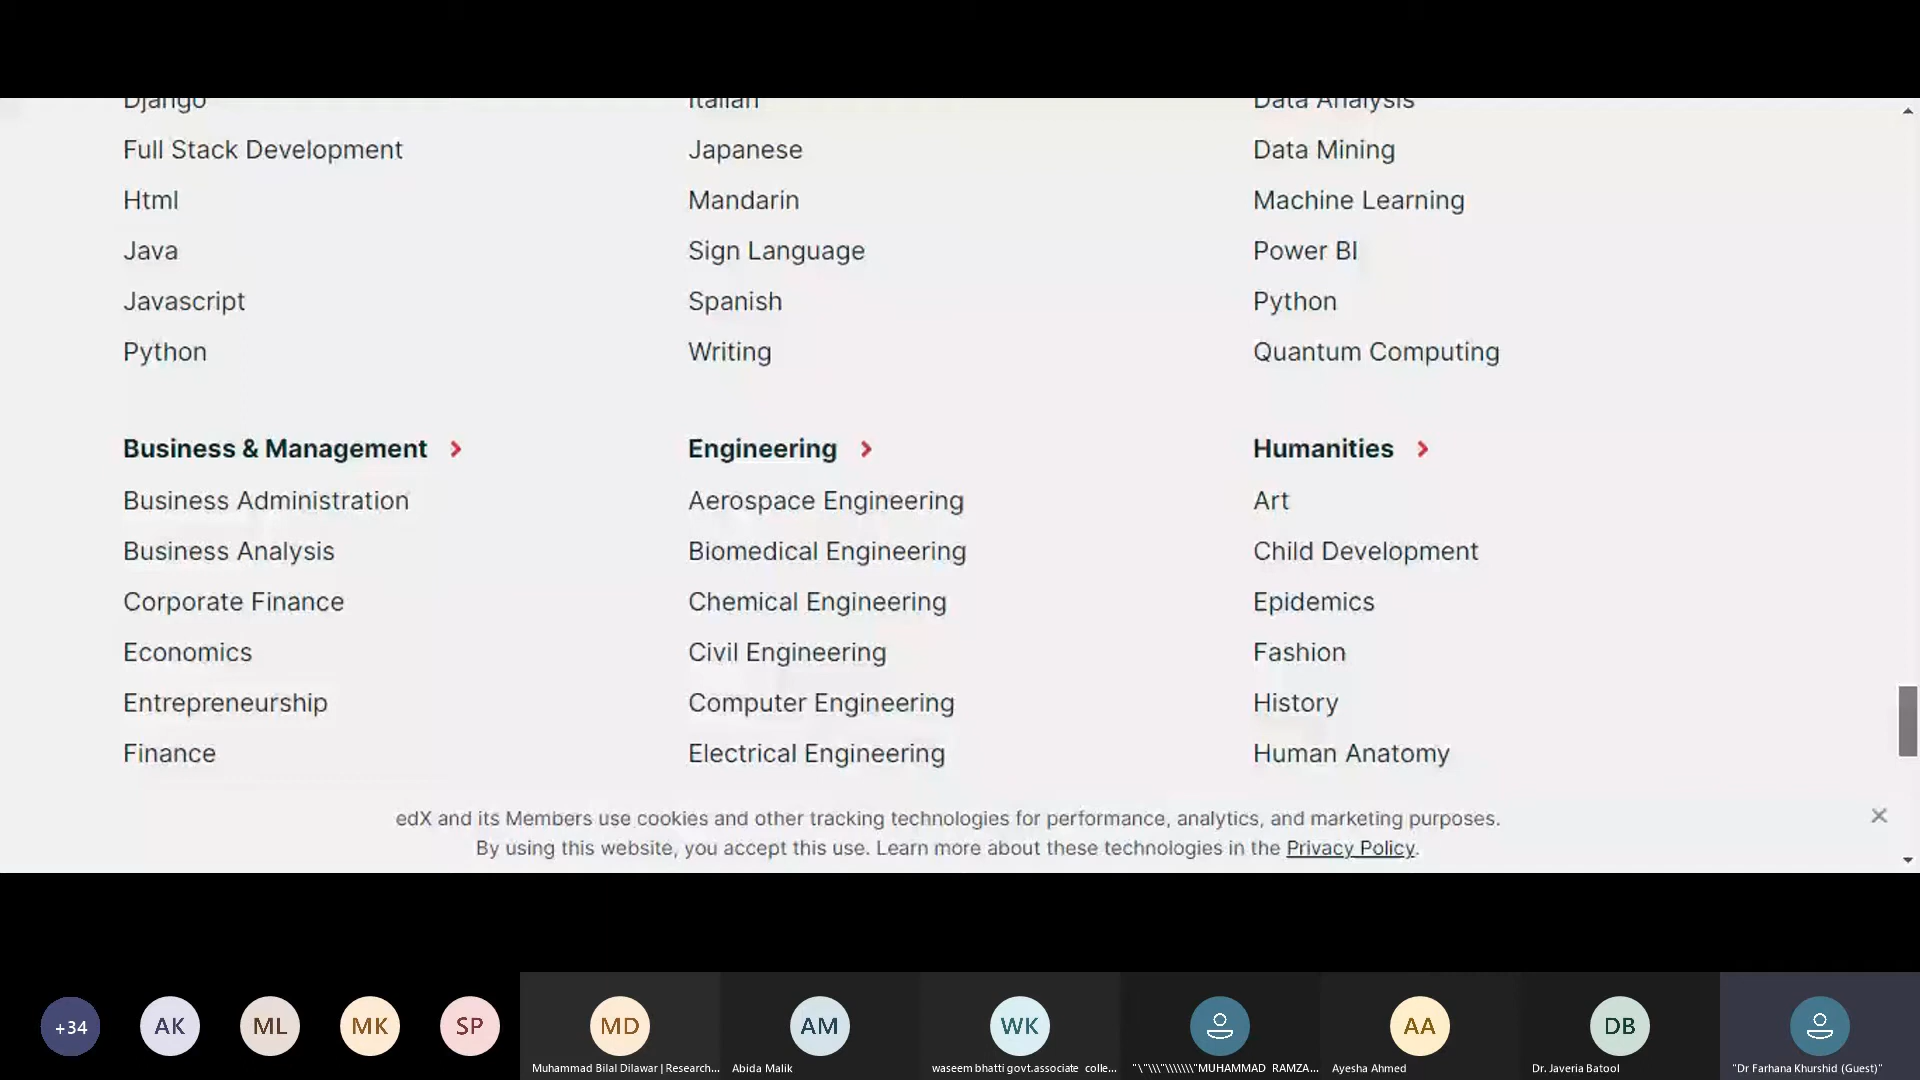 Django
Italian
Data Analysis
Full Stack Development
Japanese
Data Mining
Html
Mandarin
Machine Learning
Java
Sign Language
Power BI
Javascript
Spanish
Python
Python
Writing
Quantum Computing
Business & Management
Engineering
Humanities
Business Administration
Aerospace Engineering
Art
Business Analysis
Biomedical Engineering
Child Development
Corporate Finance
Chemical Engineering
Epidemics
Economics
Civil Engineering
Fashion
Entrepreneurship
Computer Engineering
History
Finance
Electrical Engineering
Human Anatomy
edX and its Members use cookies and other tracking technologies for performance, analytics, and marketing purposes.
By using this website, you accept this use. Learn more about these technologies in the Privacy Policy.
+34
AK
ML
MK
SP
MD
AM
WK
AA
DB
Muhammad Bilal Dilawar | Research...
Abida Malik
waseem bhatti govt.associate colle...
"\"\\\"\\\\\\\"MUHAMMAD RAMZA...
Ayesha Ahmed
Dr. Javeria Batool
"Dr Farhana Khurshid (Guest)"